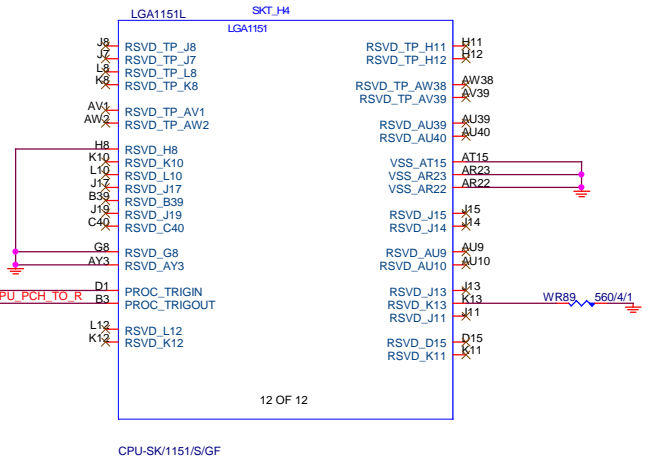 LGA1151L SKT_H4
LGA1151
J8 RSVD_TP_J8 RSVD_TP_H11 H11
J7 RSVD_TP_J7 RSVD_TP_H12 H12
L8 RSVD_TP_L8
K8 RSVD_TP_K8 RSVD_TP_AW38 AW38
RSVD_TP_AV39 AV39
AV1 RSVD_TP_AV1
AW2 RSVD_TP_AW2 RSVD_AU39 AU39
RSVD_AU40 AU40
H8 RSVD_H8
K10 RSVD_K10 VSS_AT15 AT15
L10 RSVD_L10 VSS_AR23 AR23
J17 RSVD_J17 VSS_AR22 AR22
B39 RSVD_B39
J19 RSVD_J19 RSVD_J15 J15
C40 RSVD_C40 RSVD_J14 J14
G8 RSVD_G8 RSVD_AU9 AU9
AY3 RSVD_AY3 RSVD_AU10 AU10
D1 PROC_TRIGIN RSVD_J13 J13
PU_PCH_TO_R B3 PROC_TRIGOUT RSVD_K13 K13 WR89 560/4/1
RSVD_J11 J11
L12 RSVD_L12
K12 RSVD_K12 RSVD_D15 D15
RSVD_K11 K11
12 OF 12
CPU-SK/1151/S/GF